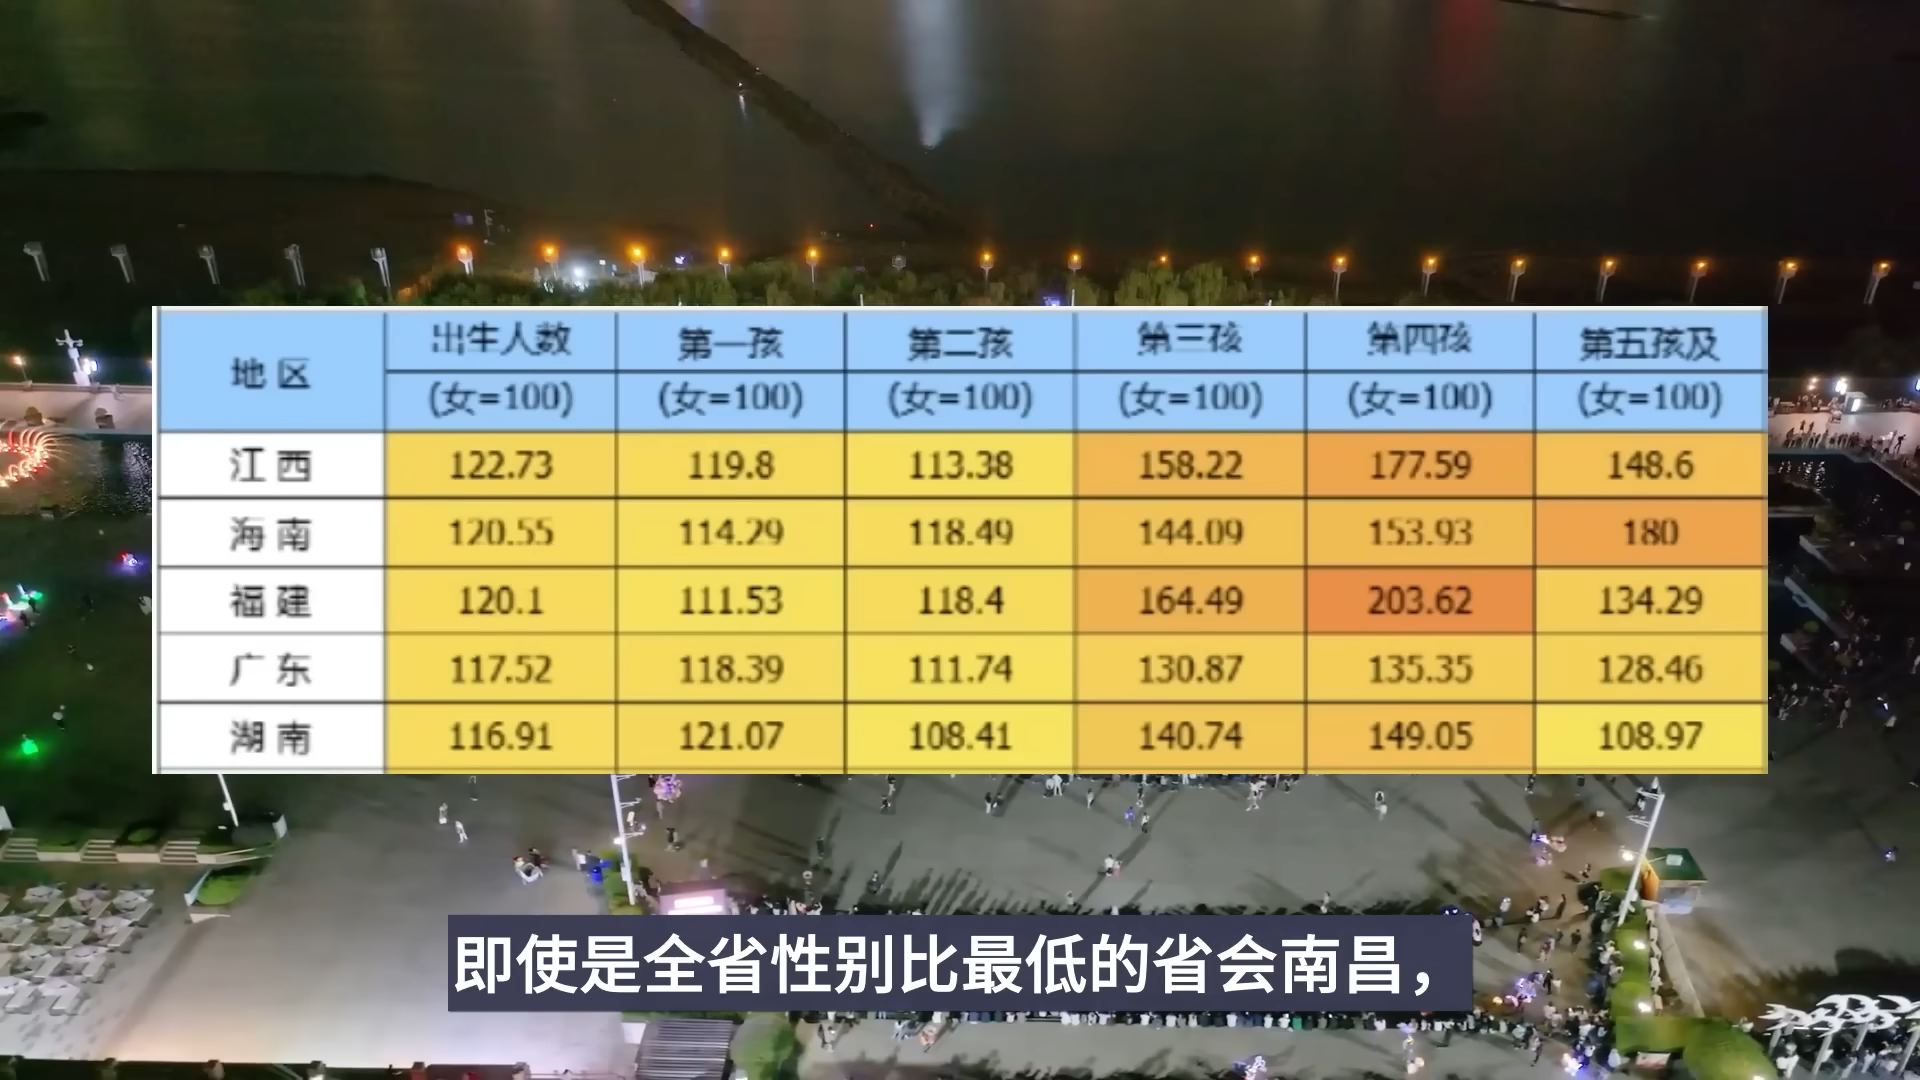 地区 出生人数 第一孩 第二孩 第三孩 第四孩 第五孩及
(女=100) (女=100) (女=100) (女=100) (女=100) (女=100)
江西 122.73 119.8 113.38 158.22 177.59 148.6
海南 120.55 114.29 118.49 144.09 153.93 180
福建 120.1 111.53 118.4 164.49 203.62 134.29
广东 117.52 118.39 111.74 130.87 135.35 128.46
湖南 116.91 121.07 108.41 140.74 149.05 108.97
即使是全省性别比最低的省会南昌，